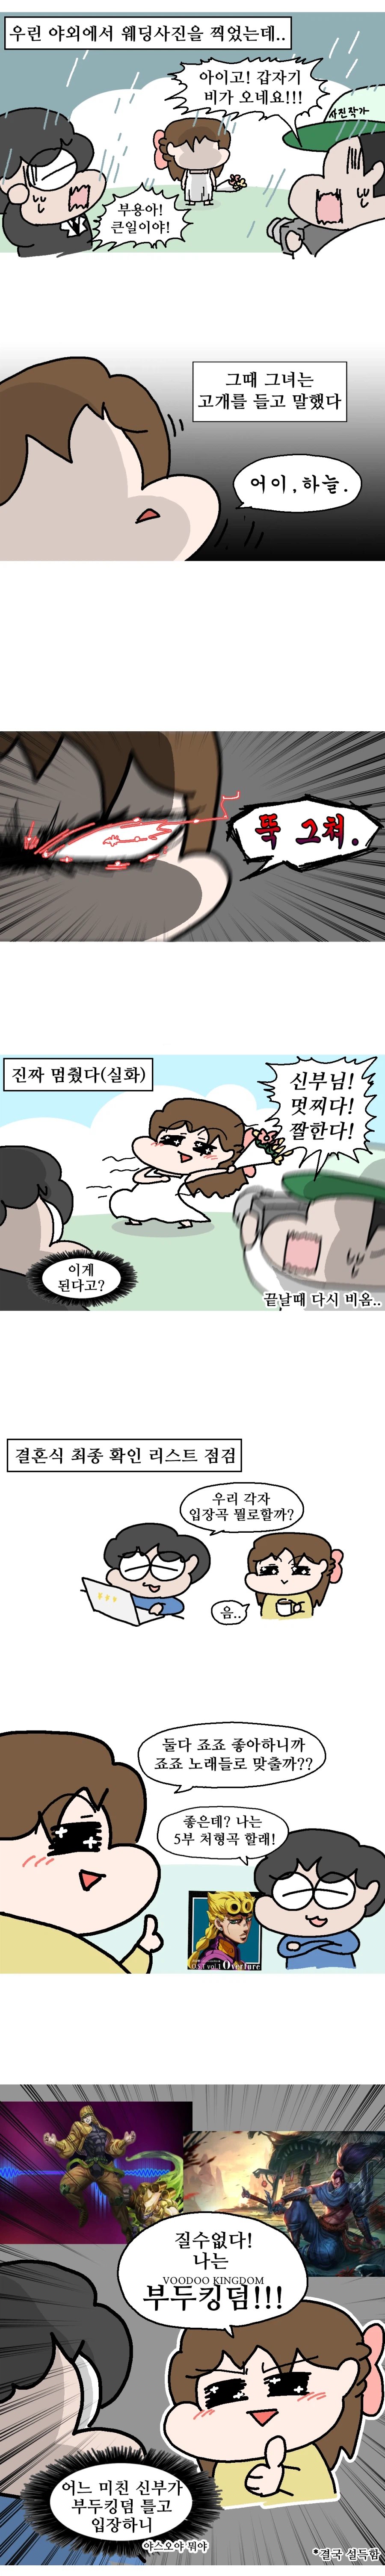 우린 야외에서 웨딩사진을 찍었는데..
아이고! 갑자기
비가 오네요!!!
사진작가
부용아!
큰일이야!
그때 그녀는
고개를 들고 말했다
어이, 하늘.
뚝 그쳐.
진짜 멈췄다(실화)
신부님!
멋찌다!
짤한다!
이게
된다고?
끝날때 다시 비옴..
결혼식 최종 확인 리스트 점검
우리 각자
입장곡 뭘로할까?
음..
둘다 죠죠 좋아하니까
죠죠 노래들로 맞출까??
좋은데? 나는
5부 처형곡 할래!
O.S.T vol.1 Overture
질수없다!
나는
VOODOO KINGDOM
부두킹덤!!!
어느 미친 신부가
부두킹덤 틀고
입장하니
야스오야 뭐야
*결국 설득함